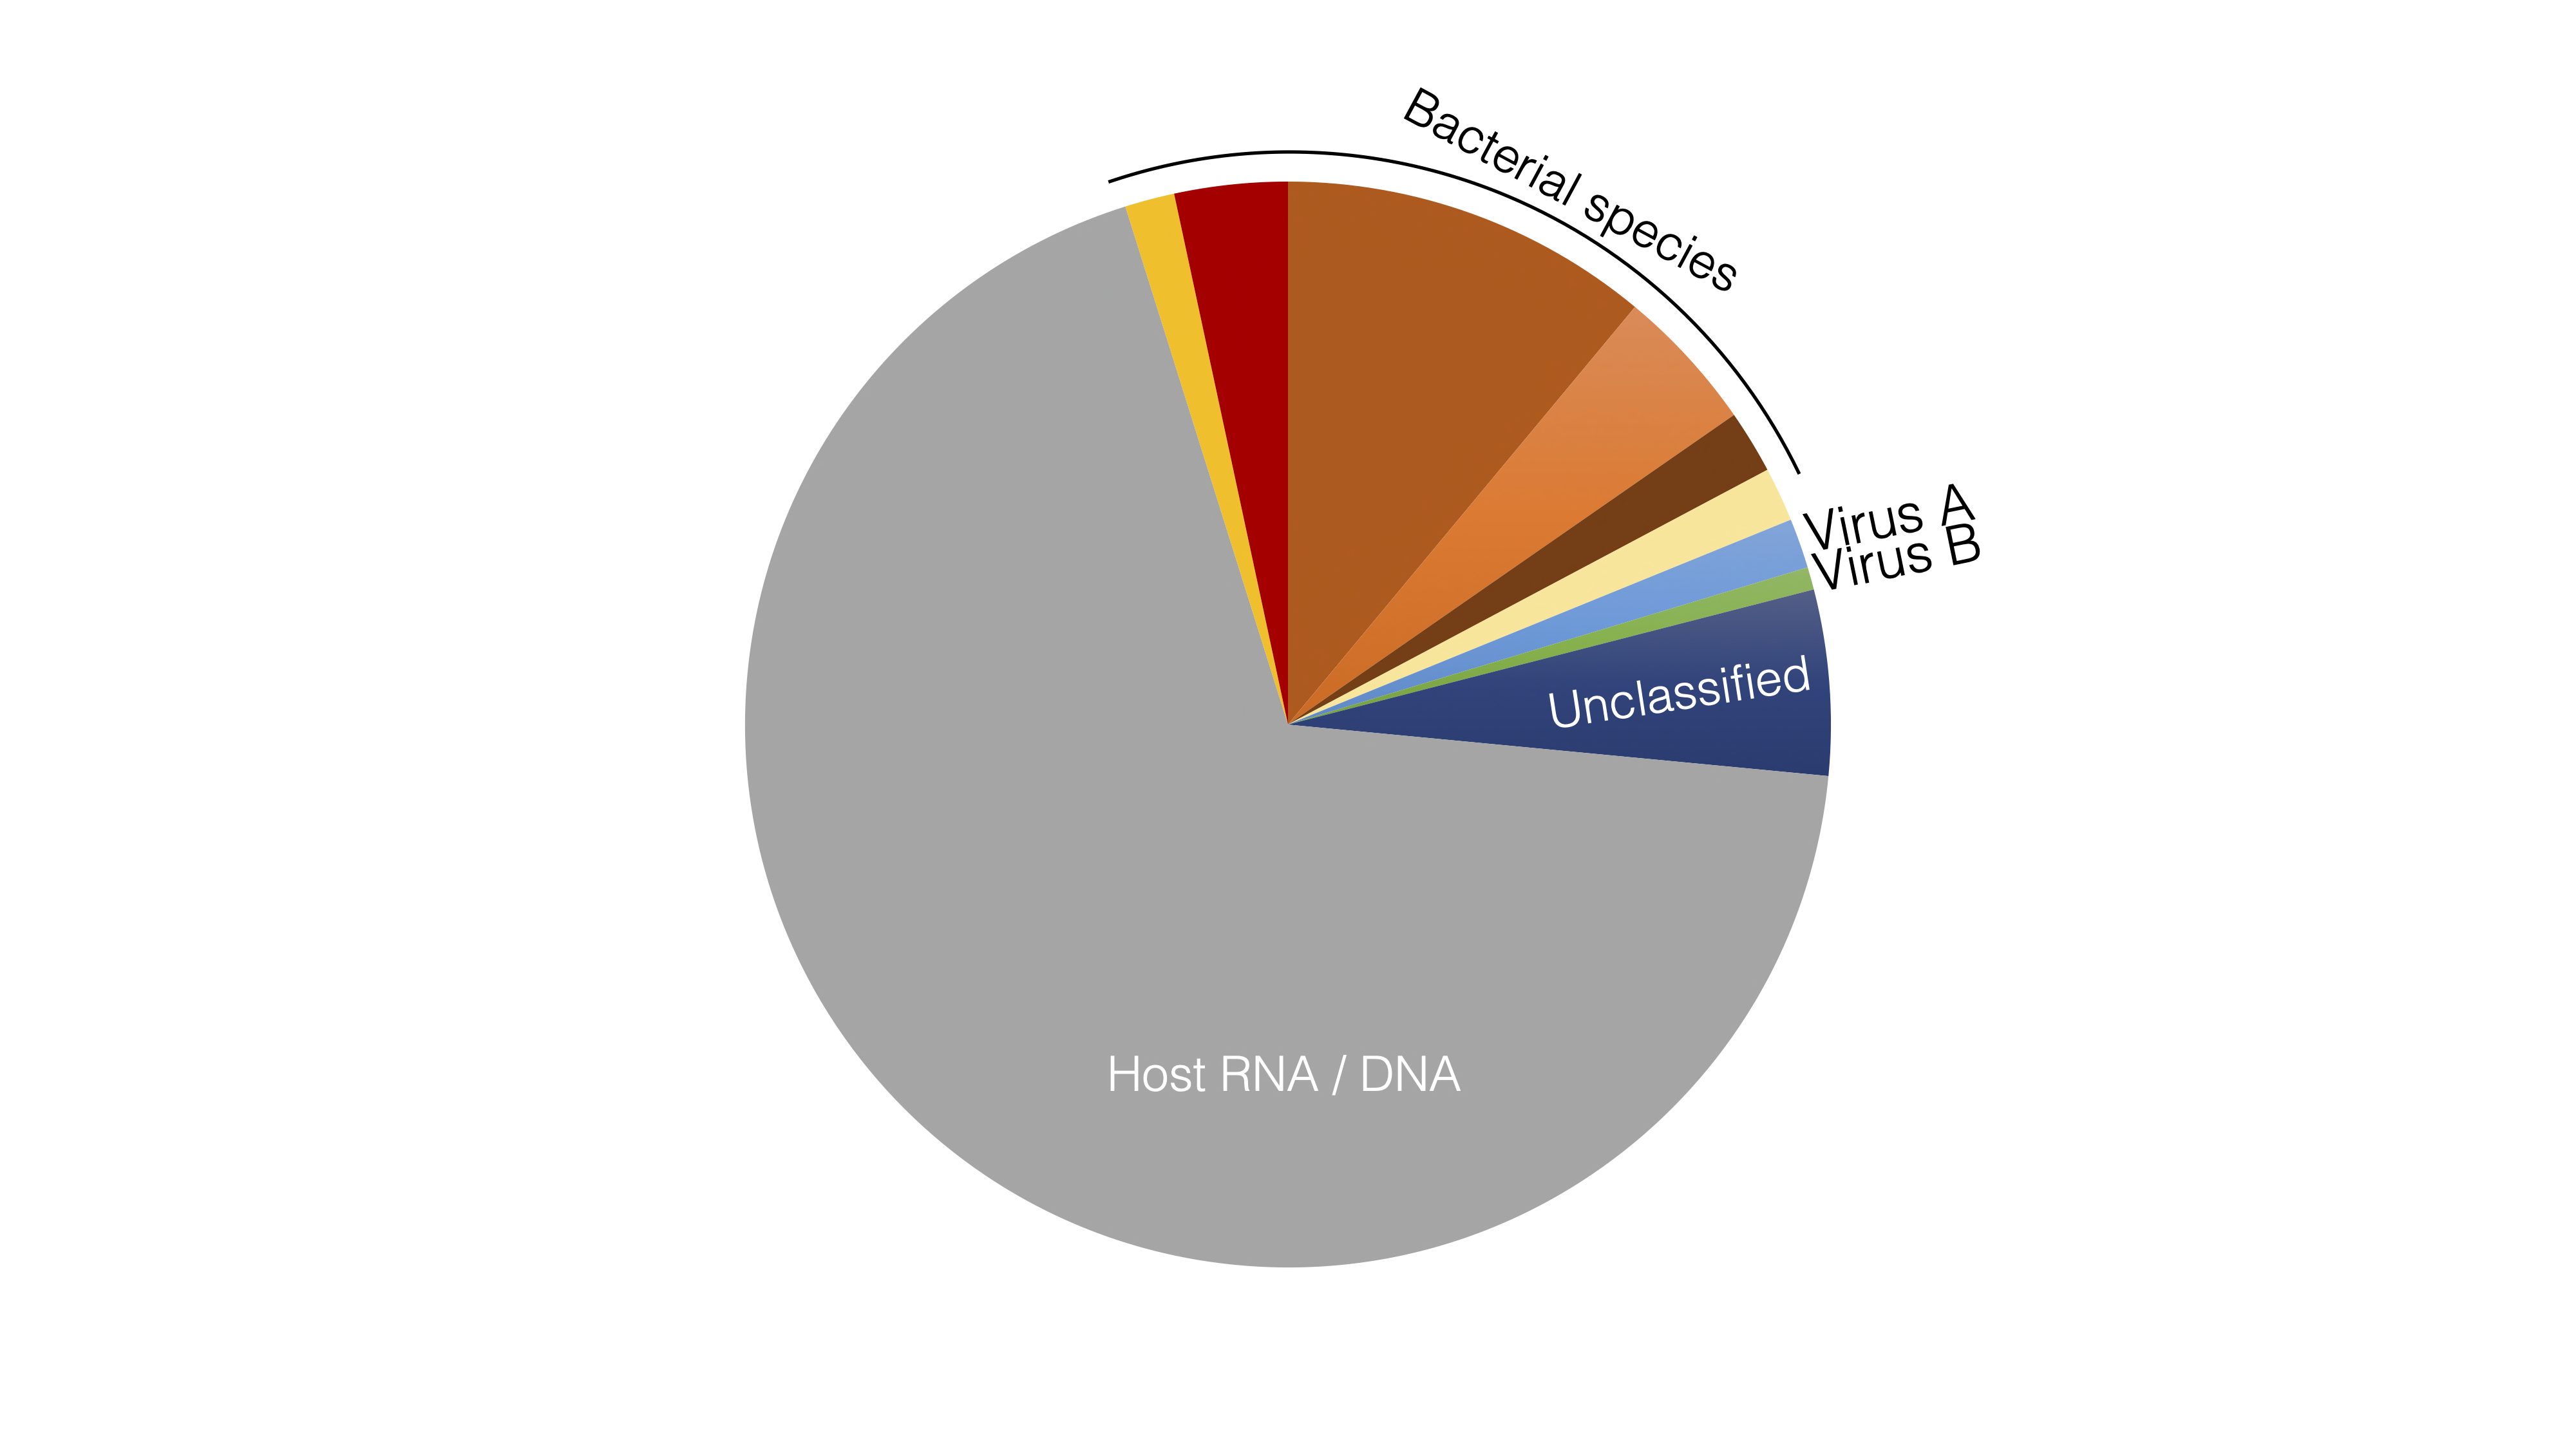 Bacterial species
Virus A
Virus B
Unclassified
Host RNA / DNA